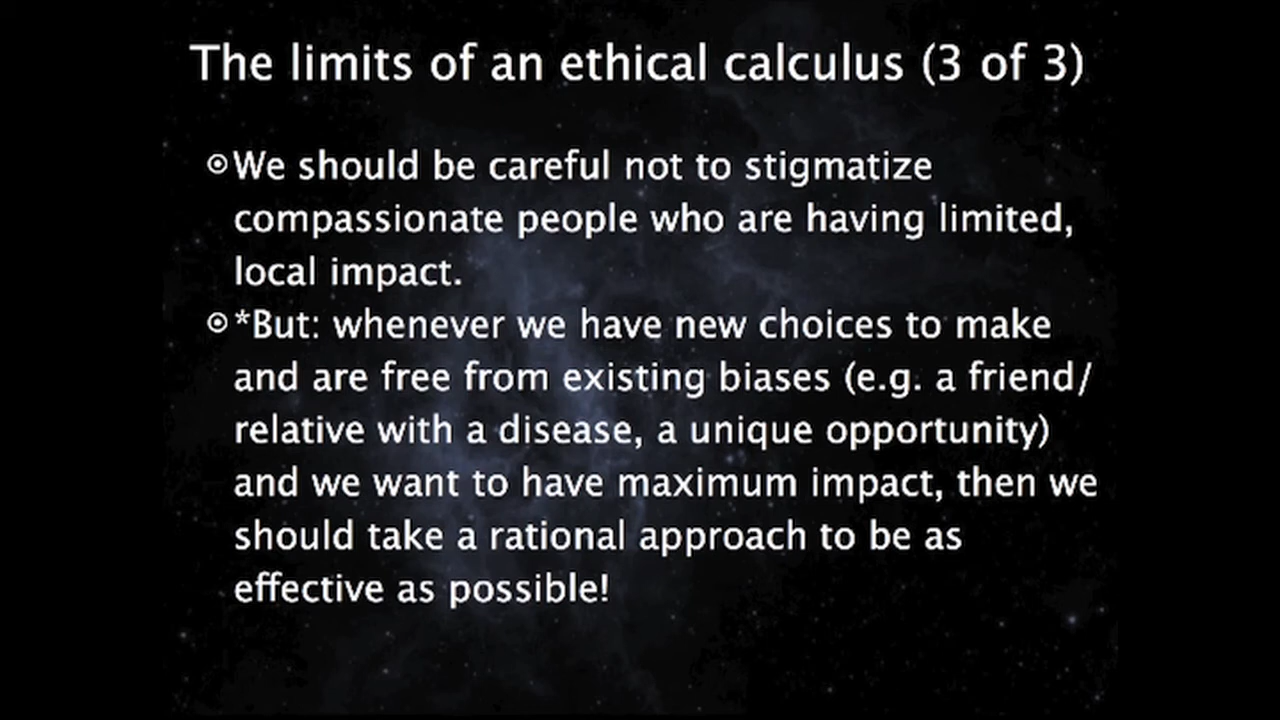 The limits of an ethical calculus (3 of 3)
We should be careful not to stigmatize
compassionate people who are having limited,
local impact.
*But: whenever we have new choices to make
and are free from existing biases (e.g. a friend/
relative with a disease, a unique opportunity)
and we want to have maximum impact, then we
should take a rational approach to be as
effective as possible!